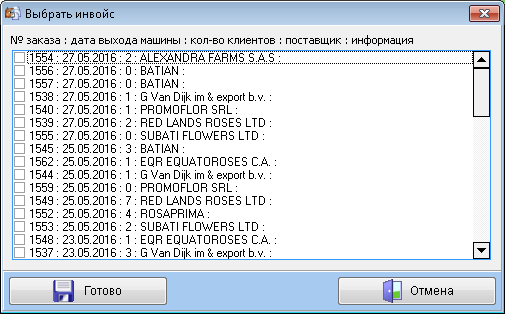 Выбрать инвойс
№ заказа : дата выхода машины : кол-во клиентов : поставщик : информация
1554 : 27.05.2016 : 2 : ALEXANDRA FARMS S.A.S :
1556 : 27.05.2016 : 0 : BATIAN :
1557 : 27.05.2016 : 0 : BATIAN :
1538 : 27.05.2016 : 1 : G Van Dijk im & export b.v. :
1540 : 27.05.2016 : 1 : PROMOFLOR SRL :
1539 : 27.05.2016 : 2 : RED LANDS ROSES LTD :
1555 : 27.05.2016 : 0 : SUBATI FLOWERS LTD :
1545 : 25.05.2016 : 3 : BATIAN :
1562 : 25.05.2016 : 1 : EQR EQUATOROSES C.A. :
1544 : 25.05.2016 : 1 : G Van Dijk im & export b.v. :
1559 : 25.05.2016 : 0 : PROMOFLOR SRL :
1549 : 25.05.2016 : 7 : RED LANDS ROSES LTD :
1552 : 25.05.2016 : 4 : ROSAPRIMA :
1553 : 25.05.2016 : 2 : SUBATI FLOWERS LTD :
1548 : 23.05.2016 : 1 : EQR EQUATOROSES C.A. :
1537 : 23.05.2016 : 3 : G Van Dijk im & export b.v. :
Готово
Отмена